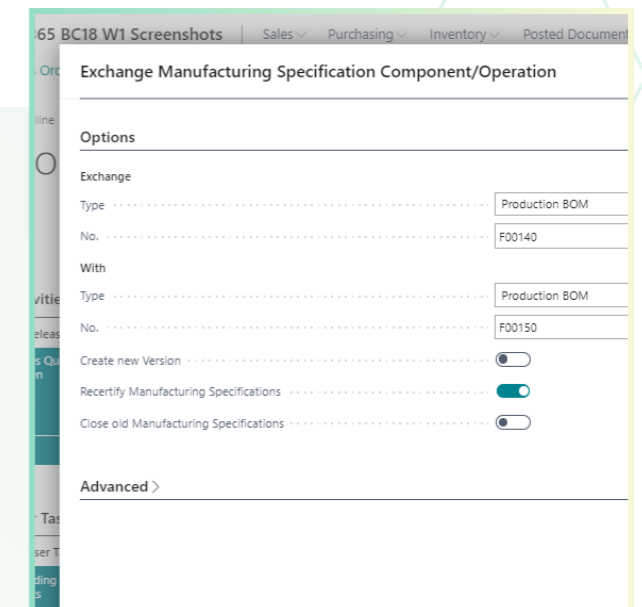 365 BC18 W1 Screenshots Sales Purchasing Inventory Posted Document
Exchange Manufacturing Specification Component/Operation
Options
Exchange
Type Production BOM
No. F00140
With
Type Production BOM
No. F00150
Create new Version
Recertify Manufacturing Specifications
Close old Manufacturing Specifications
Advanced